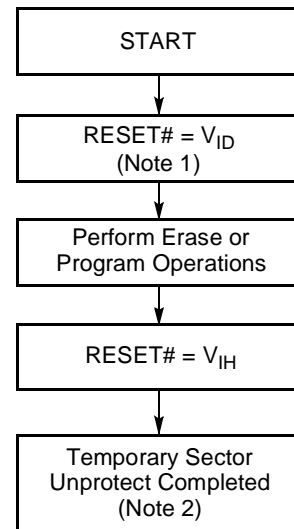 START
RESET# = VID
(Note 1)
Perform Erase or
Program Operations
RESET# = VIH
Temporary Sector
Unprotect Completed
(Note 2)